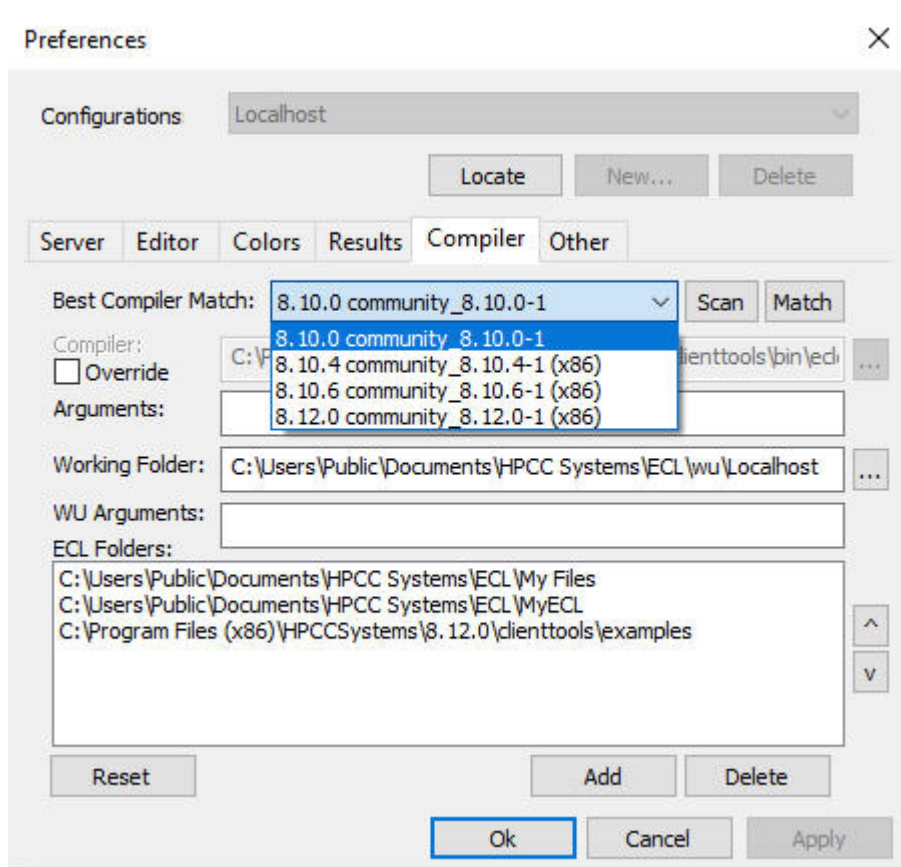 Preferences
Configurations Localhost
Locate New... Delete
Server Editor Colors Results Compiler Other
Best Compiler Match: 8.10.0 community_8.10.0-1 Scan Match
8.10.0 community_8.10.0-1
Compiler: C:\P lienttools\bin\ecl ...
8.10.4 community_8.10.4-1 (x86)
Override
8.10.6 community_8.10.6-1 (x86)
Arguments:
8.12.0 community_8.12.0-1 (x86)
Working Folder: C:\Users\Public\Documents\HPCC Systems\ECL\wu\Localhost ...
WU Arguments:
ECL Folders:
C:\Users\Public\Documents\HPCC Systems\ECL\My Files
C:\Users\Public\Documents\HPCC Systems\ECL\MyECL
C:\Program Files (x86)\HPCCSystems\8.12.0\clienttools\examples
^
v
Reset Add Delete
Ok Cancel Apply